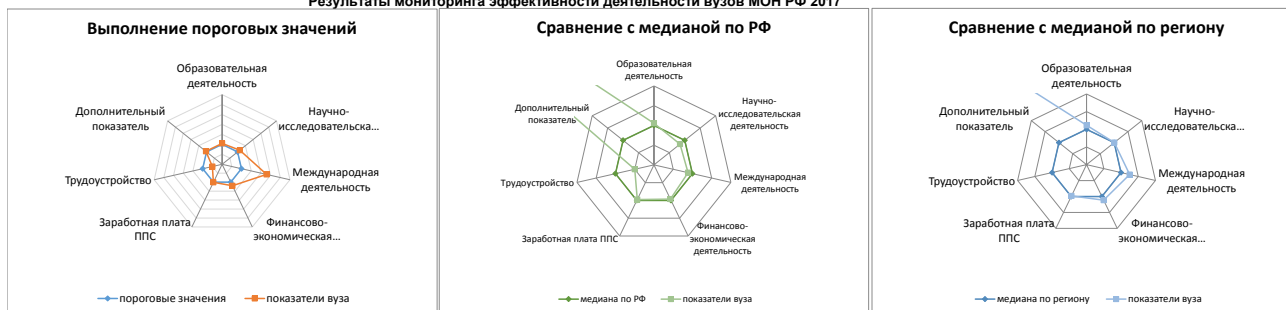 Результаты мониторинга эффективности деятельности вузов МОН РФ 2017
Выполнение пороговых значений
Образовательная
деятельность
Научно-
исследовательска...
Международная
деятельность
Финансово-
экономическая...
Заработная плата
ППС
Трудоустройство
Дополнительный
показатель
пороговые значения
показатели вуза
Сравнение с медианой по РФ
Образовательная
деятельность
Научно-
исследовательская
деятельность
Международная
деятельность
Финансово-
экономическая
деятельность
Заработная плата ППС
Трудоустройство
Дополнительный
показатель
медиана по РФ
показатели вуза
Сравнение с медианой по региону
Образовательная
деятельность
Научно-
исследовательска...
Международная
деятельность
Финансово-
экономическая...
Заработная плата
ППС
Трудоустройство
Дополнительный
показатель
медиана по региону
показатели вуза